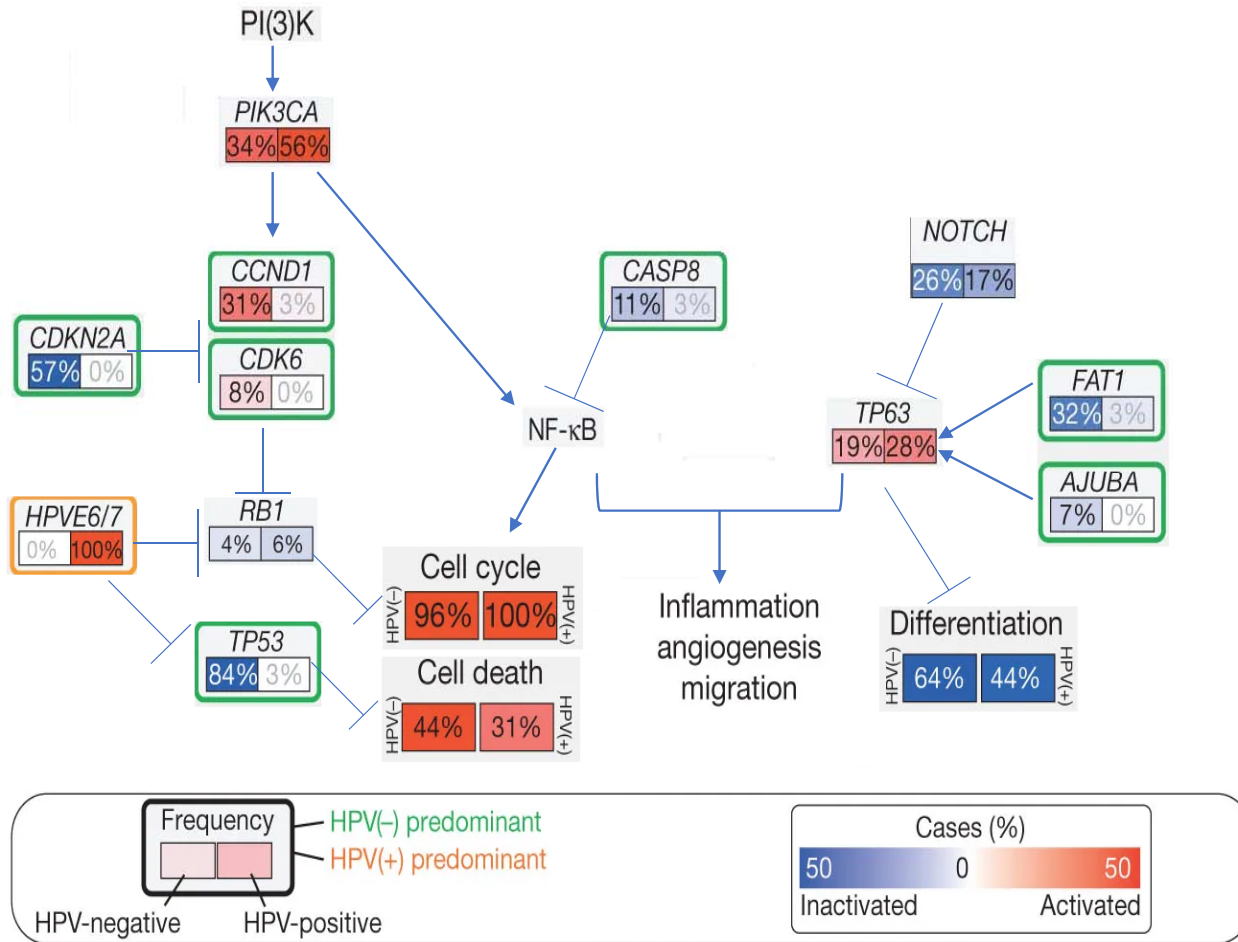 PI(3)K
PIK3CA
34% 56%
CCND1
31% 3%
CDK6
8% 0%
CDKN2A
57% 0%
CASP8
11% 3%
NOTCH
26% 17%
FAT1
32% 3%
TP63
19% 28%
AJUBA
7% 0%
NF-κB
HPVE6/7
0% 100%
RB1
4% 6%
TP53
84% 3%
Cell cycle
HPV(–) 96% 100% HPV(+)
Cell death
HPV(–) 44% 31% HPV(+)
Inflammation
angiogenesis
migration
Differentiation
HPV(–) 64% 44% HPV(+)
Frequency
HPV(–) predominant
HPV(+) predominant
HPV-negative HPV-positive
Cases (%)
50 0 50
Inactivated Activated